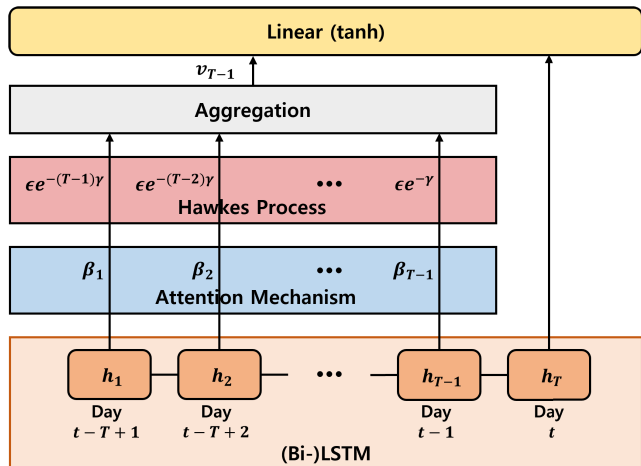 Linear (tanh)
v_{T−1}
Aggregation
ϵe^{−(T−1)γ} ϵe^{−(T−2)γ} ••• ϵe^{−γ}
Hawkes Process
β_1 β_2 ••• β_{T−1}
Attention Mechanism
h_1 h_2 ••• h_{T−1} h_T
Day Day Day Day
t − T + 1 t − T + 2 t − 1 t
(Bi-)LSTM